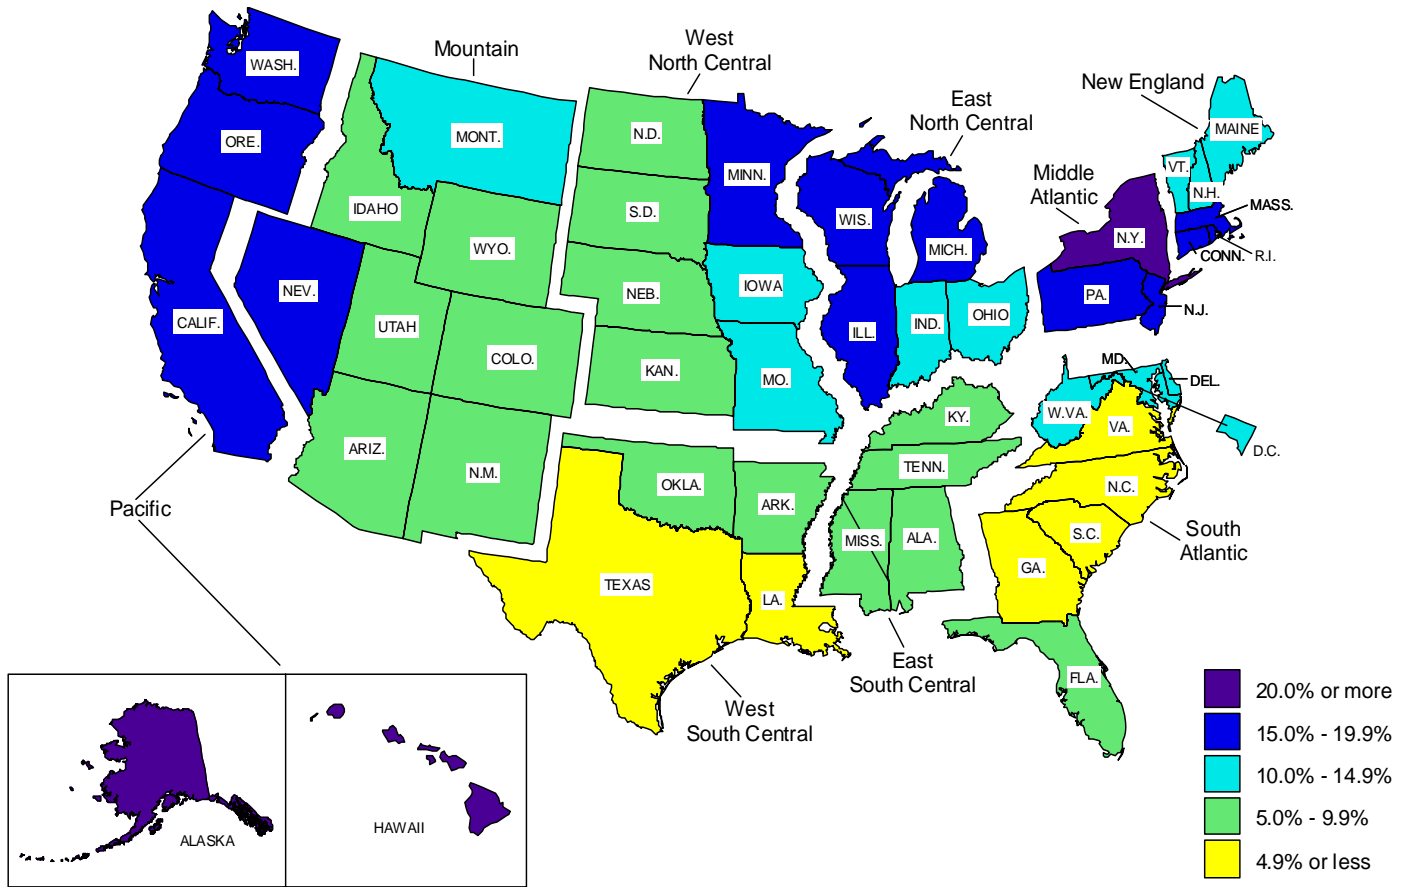 West
North Central
Mountain
New England
East
North Central
Middle
Atlantic
WASH.
ORE.
MONT.
N.D.
MINN.
MAINE
VT.
N.H.
MASS.
IDAHO
S.D.
WIS.
MICH.
N.Y.
CONN.
R.I.
WYO.
NEV.
NEB.
IOWA
PA.
N.J.
CALIF.
UTAH
COLO.
KAN.
MO.
ILL.
IND.
OHIO
MD.
DEL.
W.VA.
VA.
D.C.
KY.
ARIZ.
N.M.
OKLA.
ARK.
TENN.
N.C.
S.C.
Pacific
South
Atlantic
MISS.
ALA.
GA.
TEXAS
LA.
FLA.
East
South Central
West
South Central
ALASKA
HAWAII
20.0% or more
15.0% - 19.9%
10.0% - 14.9%
5.0% - 9.9%
4.9% or less